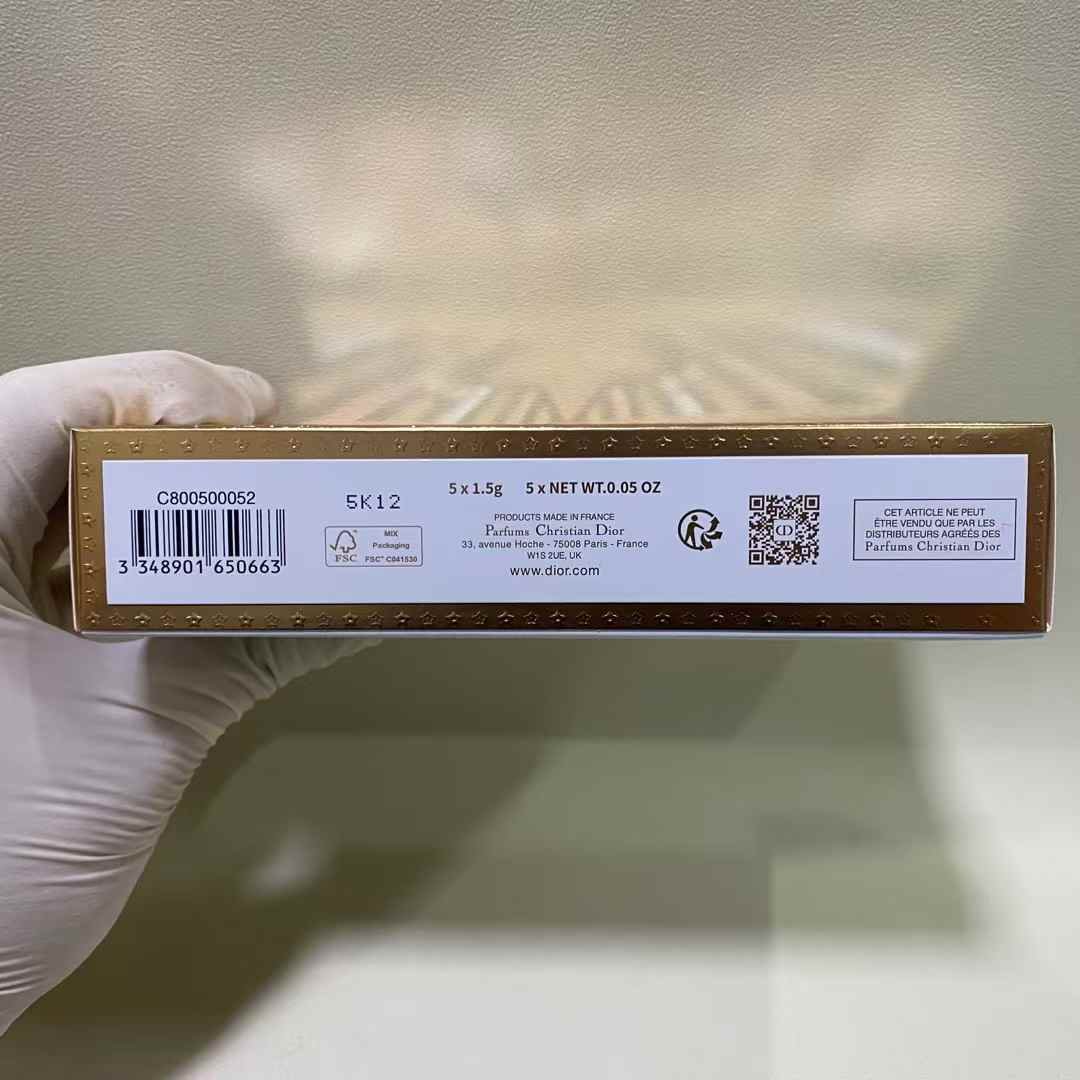 C800500052
3 348901 650663
5K12
FSC
MIX
Packaging
FSC® C041530
5 x 1.5g 5 x NET WT.0.05 OZ
PRODUCTS MADE IN FRANCE
Parfums Christian Dior
33, avenue Hoche - 75008 Paris - France
W1S 2UE, UK
www.dior.com
CD
CET ARTICLE NE PEUT
ÊTRE VENDU QUE PAR LES
DISTRIBUTEURS AGRÉÉS DES
Parfums Christian Dior